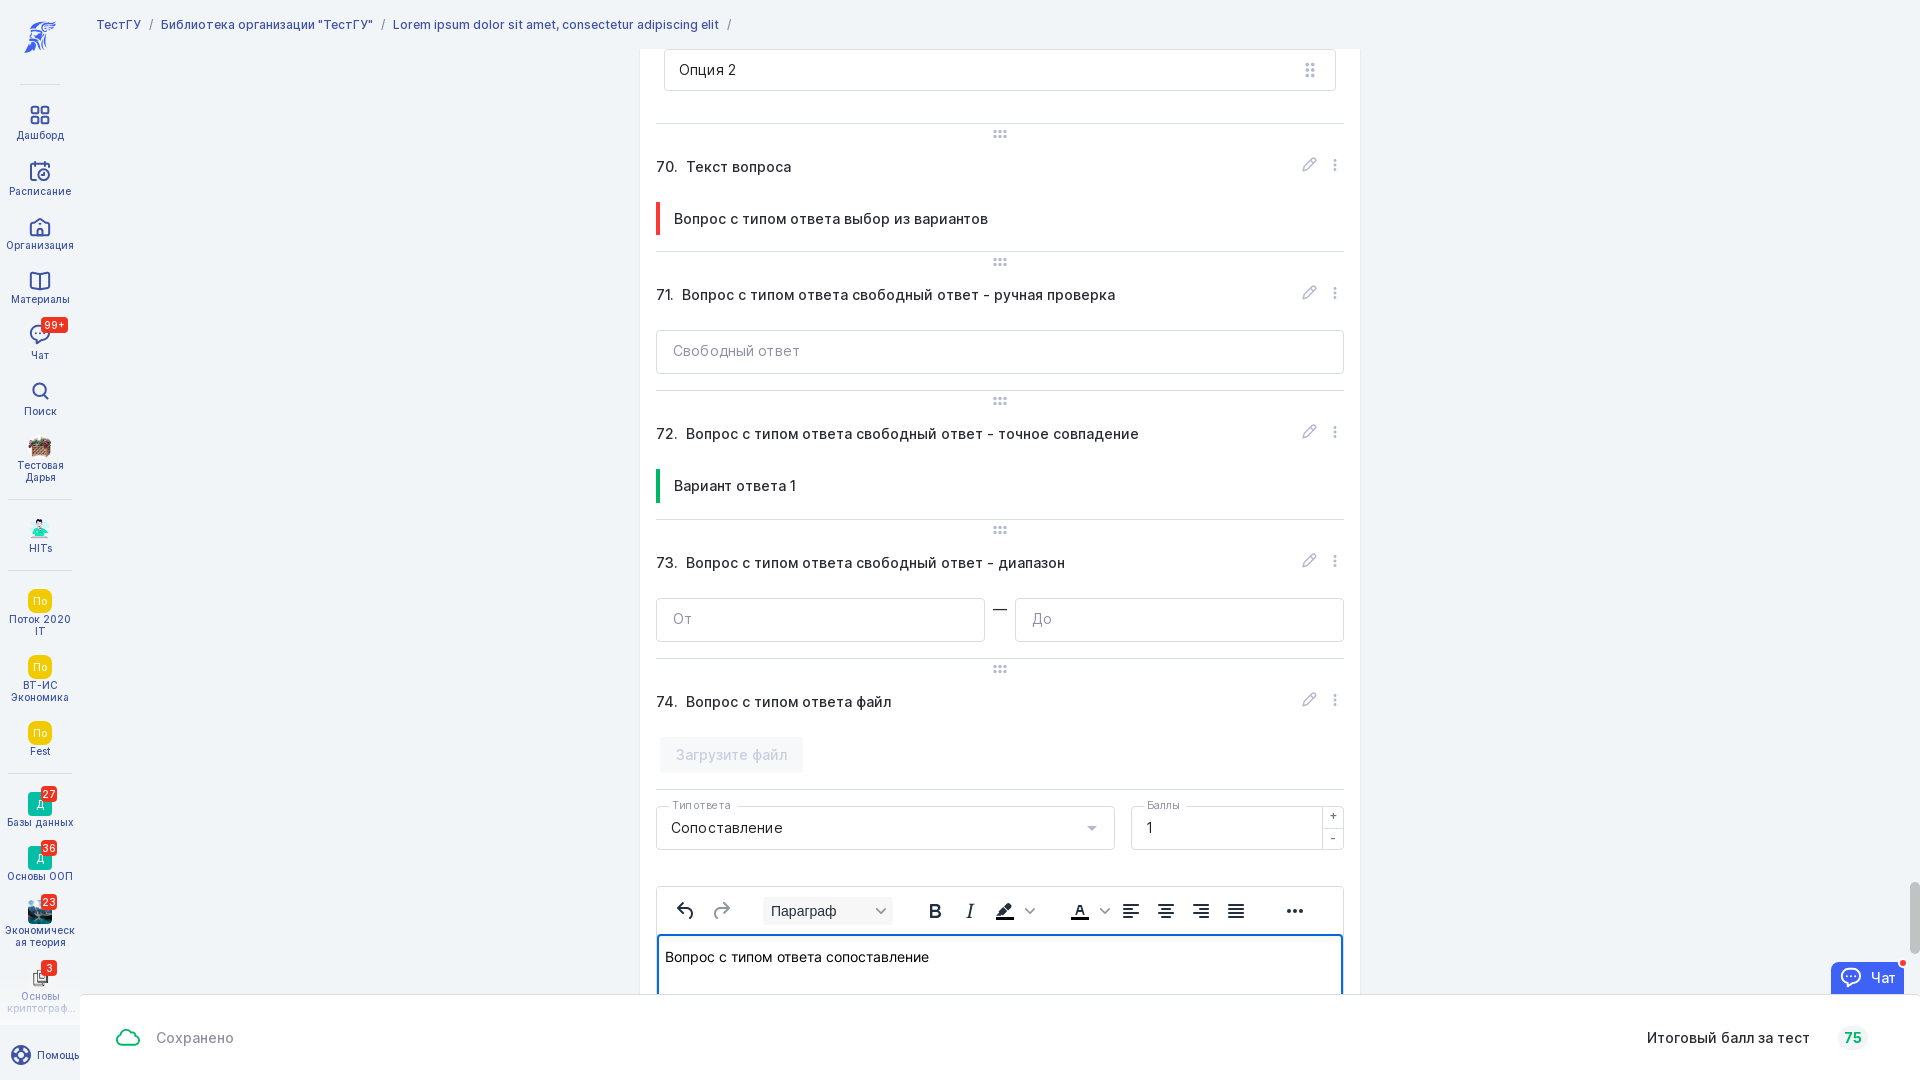 ТестГУ / Библиотека организации "ТестГУ" / Lorem ipsum dolor sit amet, consectetur adipiscing elit /
Дашборд
Расписание
Организация
Материалы
99+
Чат
Поиск
Тестовая
Дарья
HITs
По
Поток 2020
IT
По
ВТ-ИС
Экономика
По
Fest
27
Д
Базы данных
36
Д
Основы ООП
23
Экономическ
ая теория
3
Основы
криптограф...
Помощь
Опция 2
70. Текст вопроса
Вопрос с типом ответа выбор из вариантов
71. Вопрос с типом ответа свободный ответ - ручная проверка
Свободный ответ
72. Вопрос с типом ответа свободный ответ - точное совпадение
Вариант ответа 1
73. Вопрос с типом ответа свободный ответ - диапазон
От — До
74. Вопрос с типом ответа файл
Загрузите файл
Тип ответа Баллы
Сопоставление 1 + -
Параграф B I A
Вопрос с типом ответа сопоставление
Чат
Сохранено Итоговый балл за тест 75